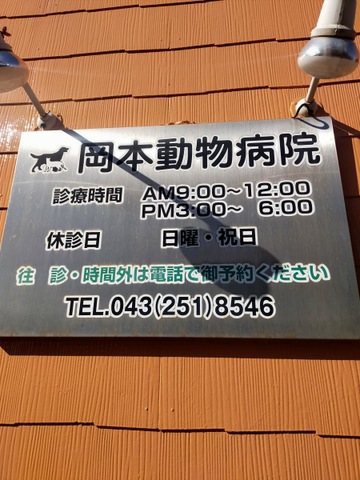 岡本動物病院
診療時間 AM9:00～12:00
PM3:00～ 6:00
休診日 日曜・祝日
往 診・時間外は電話で御予約ください
TEL.043(251)8546